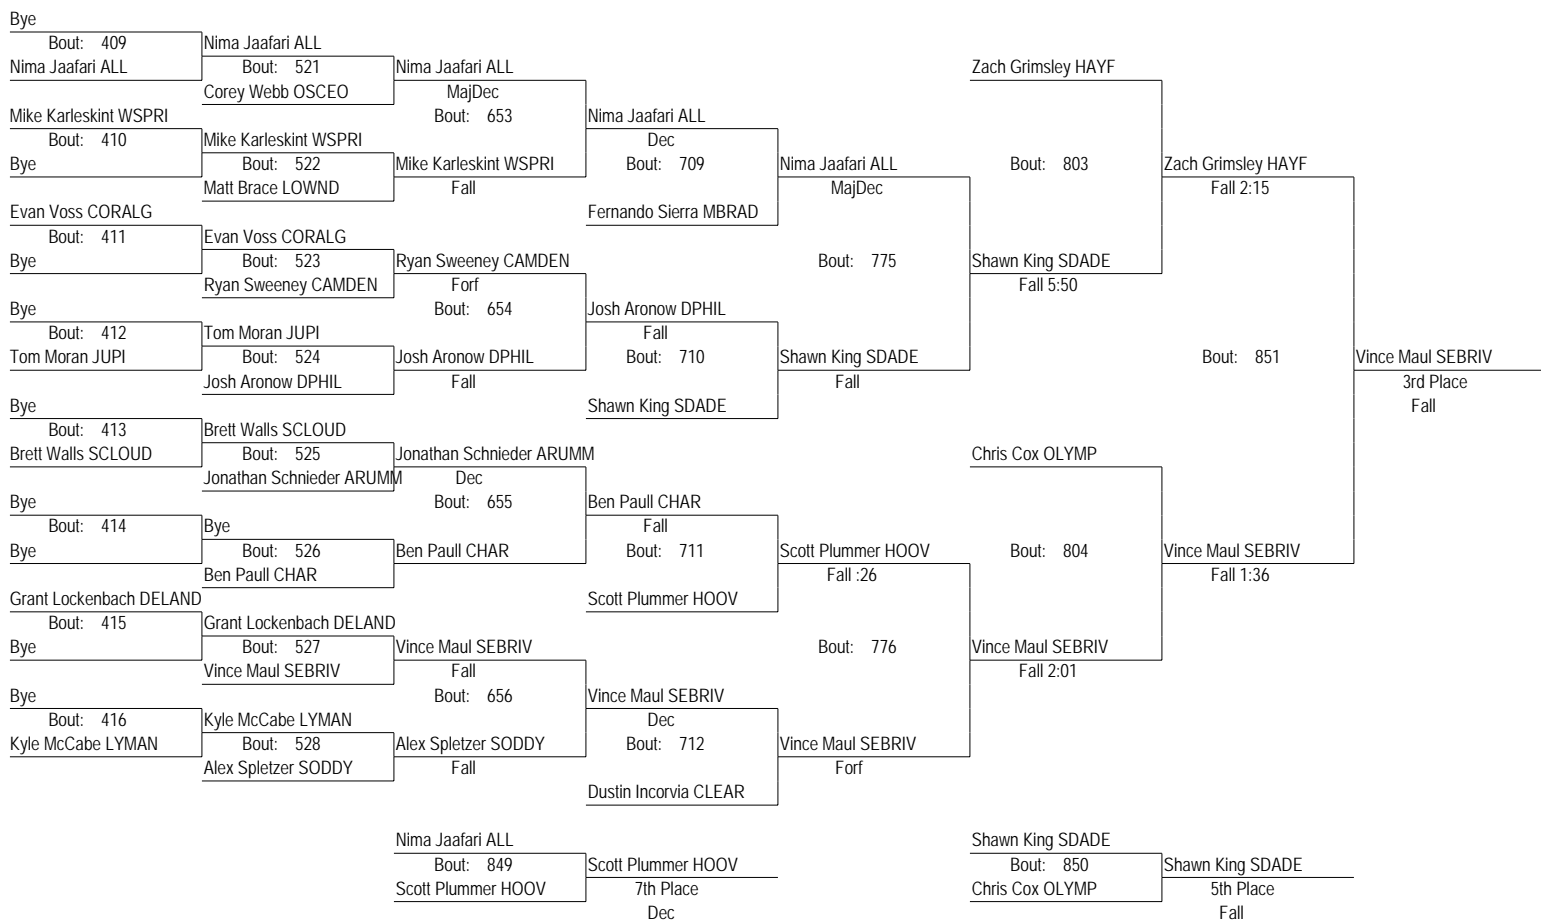 Bye
Bout: 409
Nima Jaafari ALL
Mike Karleskint WSPRI
Bout: 410
Bye
Evan Voss CORALG
Bout: 411
Bye
Bye
Bout: 412
Tom Moran JUPI
Bye
Bout: 413
Brett Walls SCLOUD
Bye
Bout: 414
Bye
Grant Lockenbach DELAND
Bout: 415
Bye
Bye
Bout: 416
Kyle McCabe LYMAN
Nima Jaafari ALL
Bout: 521
Corey Webb OSCEO
Mike Karleskint WSPRI
Bout: 522
Matt Brace LOWND
Evan Voss CORALG
Bout: 523
Ryan Sweeney CAMDEN
Tom Moran JUPI
Bout: 524
Josh Aronow DPHIL
Brett Walls SCLOUD
Bout: 525
Jonathan Schnieder ARUMM
Bye
Bout: 526
Ben Paull CHAR
Grant Lockenbach DELAND
Bout: 527
Vince Maul SEBRIV
Kyle McCabe LYMAN
Bout: 528
Alex Spletzer SODDY
Nima Jaafari ALL
MajDec
Bout: 653
Mike Karleskint WSPRI
Fall
Ryan Sweeney CAMDEN
Forf
Bout: 654
Josh Aronow DPHIL
Fall
Jonathan Schnieder ARUMM
Dec
Bout: 655
Ben Paull CHAR
Vince Maul SEBRIV
Fall
Bout: 656
Alex Spletzer SODDY
Fall
Nima Jaafari ALL
Dec
Bout: 709
Fernando Sierra MBRAD
Josh Aronow DPHIL
Fall
Bout: 710
Shawn King SDADE
Ben Paull CHAR
Fall
Bout: 711
Scott Plummer HOOV
Vince Maul SEBRIV
Dec
Bout: 712
Dustin Incorvia CLEAR
Nima Jaafari ALL
MajDec
Bout: 775
Shawn King SDADE
Fall
Scott Plummer HOOV
Fall :26
Bout: 776
Vince Maul SEBRIV
Forf
Zach Grimsley HAYF
Bout: 803
Shawn King SDADE
Fall 5:50
Chris Cox OLYMP
Bout: 804
Vince Maul SEBRIV
Fall 2:01
Zach Grimsley HAYF
Fall 2:15
Bout: 851
Vince Maul SEBRIV
Fall 1:36
Vince Maul SEBRIV
3rd Place
Fall
Nima Jaafari ALL
Bout: 849
Scott Plummer HOOV
Scott Plummer HOOV
7th Place
Dec
Shawn King SDADE
Bout: 850
Chris Cox OLYMP
Shawn King SDADE
5th Place
Fall